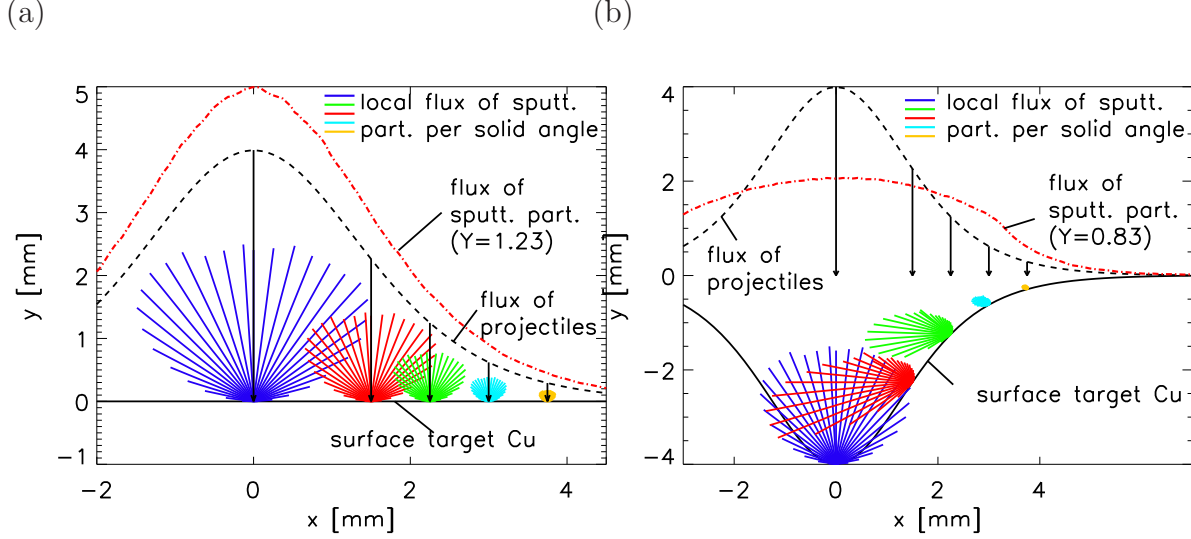 (a)
(b)
5
4
3
2
1
0
−1
y [mm]
local flux of sputt.
part. per solid angle
flux of
sputt. part.
(Y=1.23)
flux of
projectiles
surface target Cu
−2
0
2
4
x [mm]
4
2
0
−2
−4
y [mm]
local flux of sputt.
part. per solid angle
flux of
sputt. part.
(Y=0.83)
flux of
projectiles
surface target Cu
−2
0
2
4
x [mm]